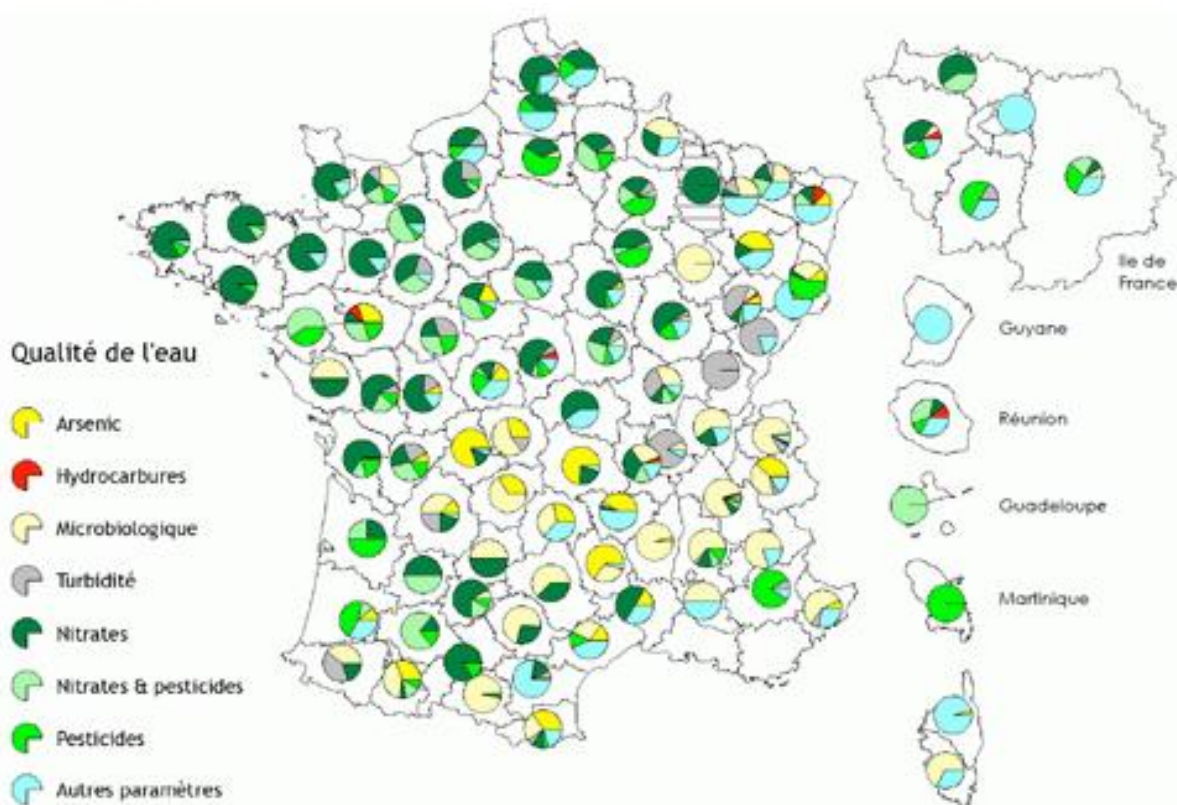 Qualité de l'eau
Arsenic
Hydrocarbures
Microbiologique
Turbidité
Nitrates
Nitrates & pesticides
Pesticides
Autres paramètres
Ile de
France
Guyane
Réunion
Guadeloupe
Martinique